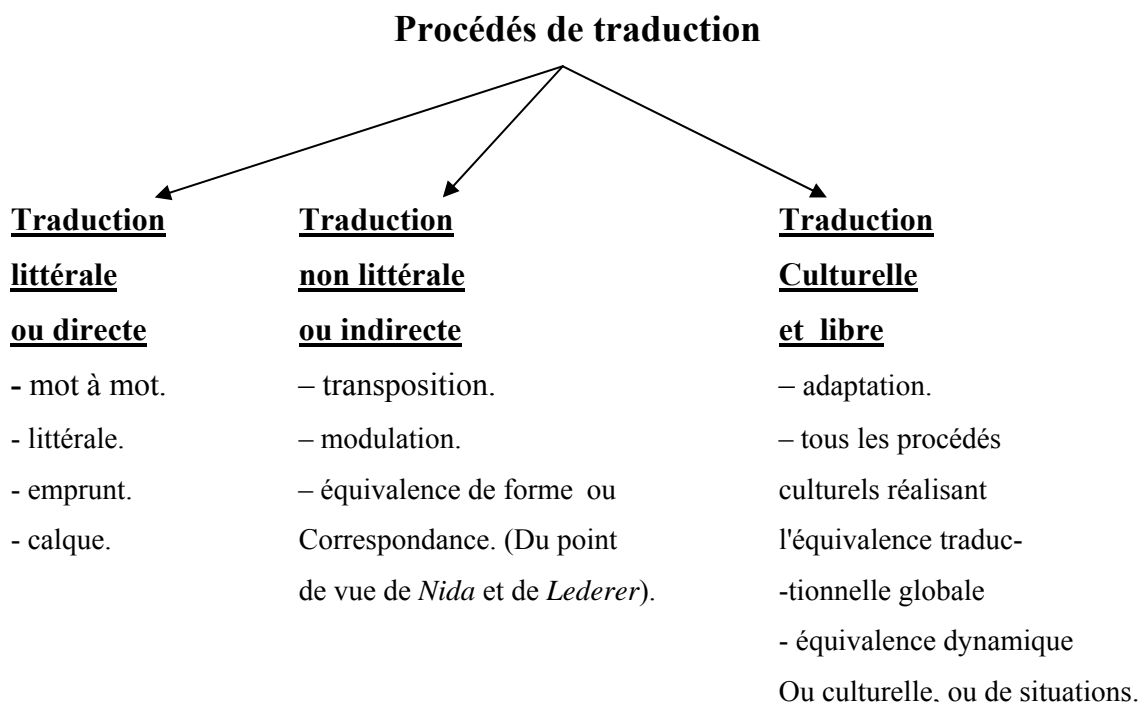 Procédés de traduction
Traduction
littérale
ou directe
- mot à mot.
- littérale.
- emprunt.
- calque.
Traduction
non littérale
ou indirecte
– transposition.
– modulation.
– équivalence de forme ou
Correspondance. (Du point
de vue de Nida et de Lederer).
Traduction
Culturelle
et libre
– adaptation.
– tous les procédés
culturels réalisant
l'équivalence traduc-
-tionnelle globale
- équivalence dynamique
Ou culturelle, ou de situations.